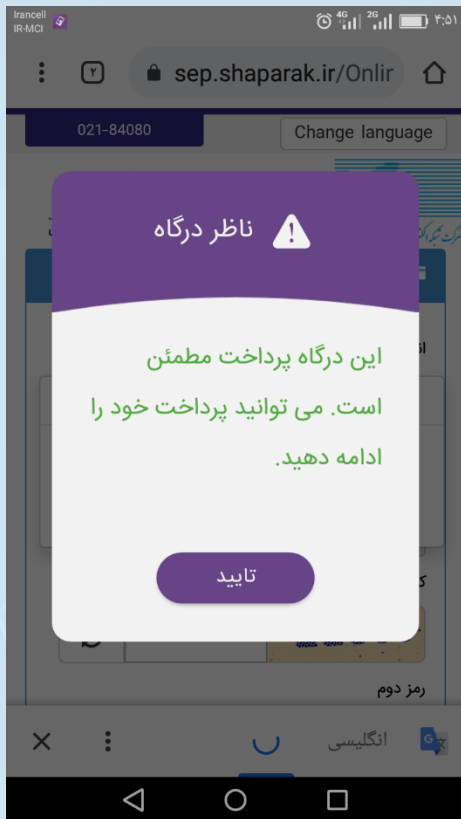 Irancell
IR-MCI
4G
2G
۴:۵۱
۲
sep.shaparak.ir/Onlir
021-84080
Change language
ناظر درگاه
این درگاه پرداخت مطمئن
است. می توانید پرداخت خود را
ادامه دهید.
تایید
رمز دوم
انگلیسی